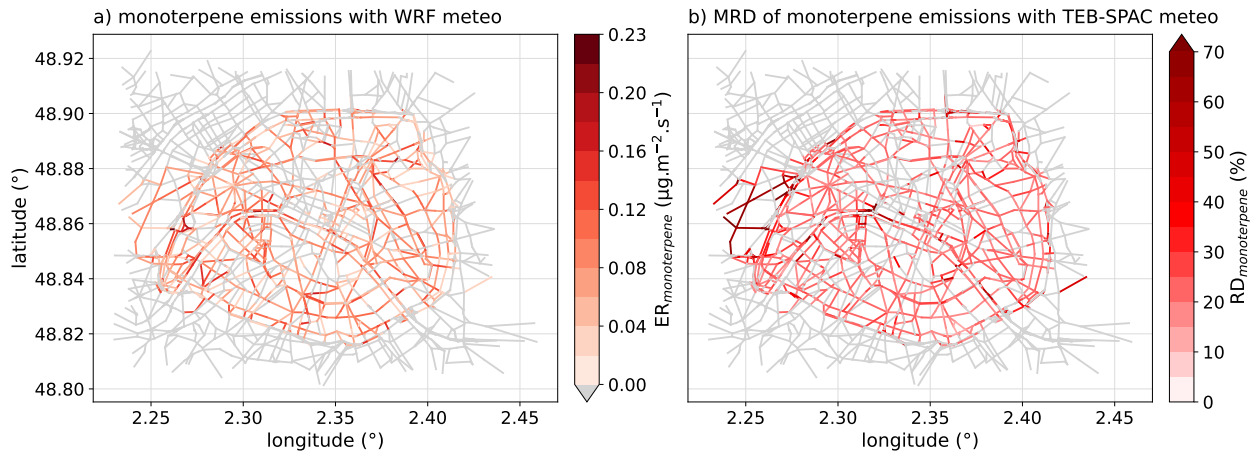 a) monoterpene emissions with WRF meteo
48.92
48.90
48.88
48.86
48.84
48.82
48.80
latitude (°)
2.25 2.30 2.35 2.40 2.45
longitude (°)
0.23
0.20
0.16
0.12
0.08
0.04
0.00
ER_monoterpene (µg.m⁻².s⁻¹)
b) MRD of monoterpene emissions with TEB-SPAC meteo
2.25 2.30 2.35 2.40 2.45
longitude (°)
70
60
50
40
30
20
10
0
RD_monoterpene (%)